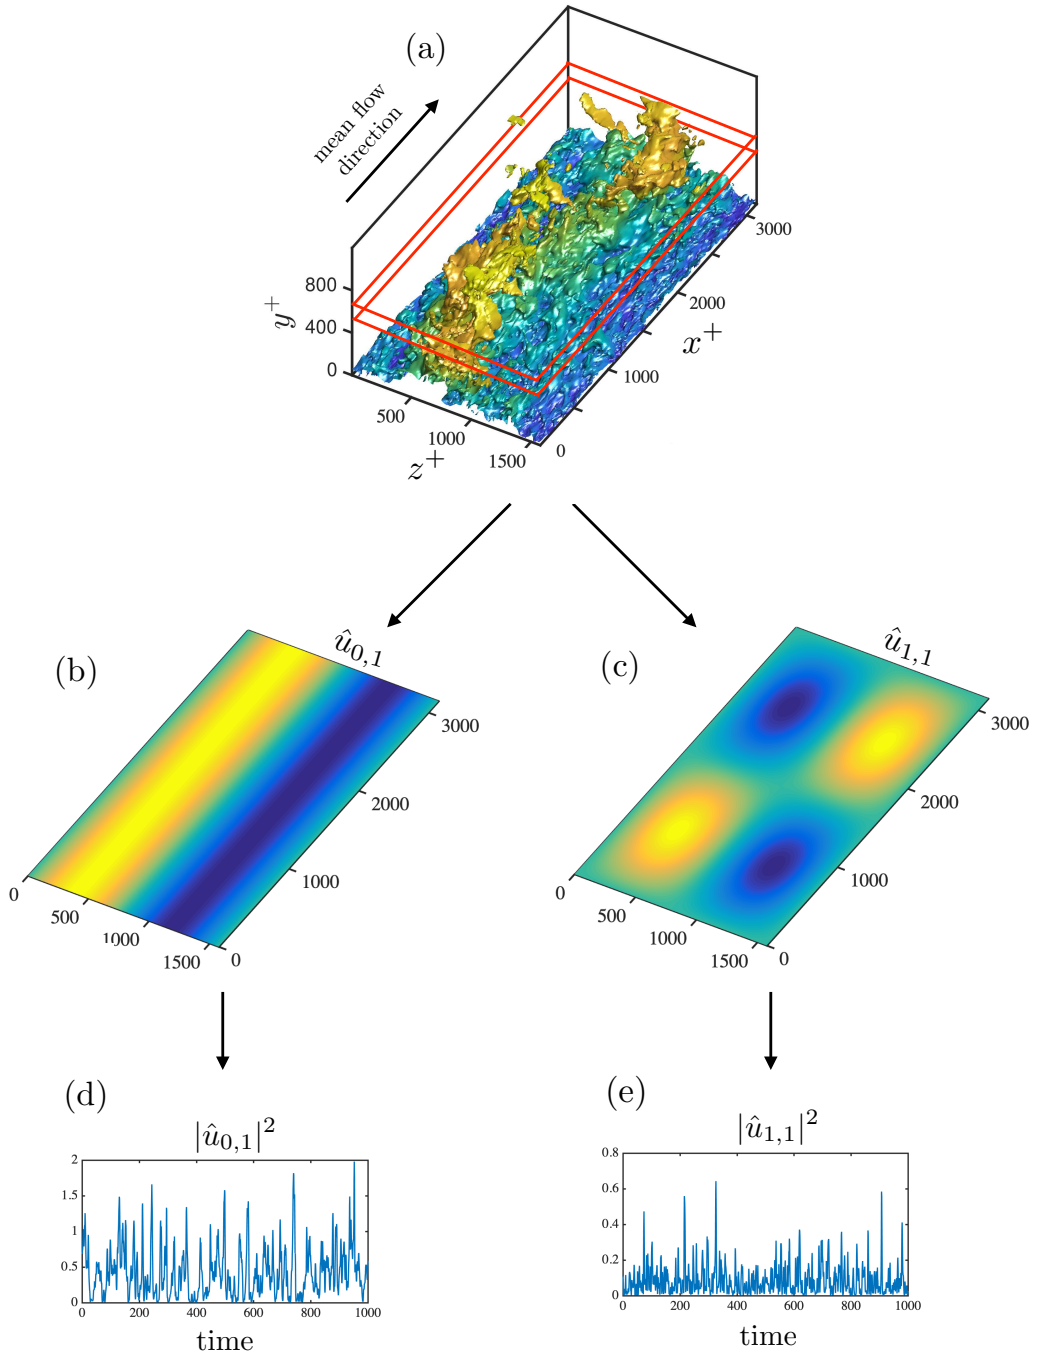 (a)
mean flow
direction
800
400
0
y⁺
500
1000
1500
z⁺
0
1000
2000
3000
x⁺
(b)
û₀,₁
0
500
1000
1500
0
1000
2000
3000
(c)
û₁,₁
0
500
1000
1500
0
1000
2000
3000
(d)
|û₀,₁|²
2
1.5
1
0.5
0
0 200 400 600 800 1000
time
(e)
|û₁,₁|²
0.8
0.6
0.4
0.2
0
0 200 400 600 800 1000
time